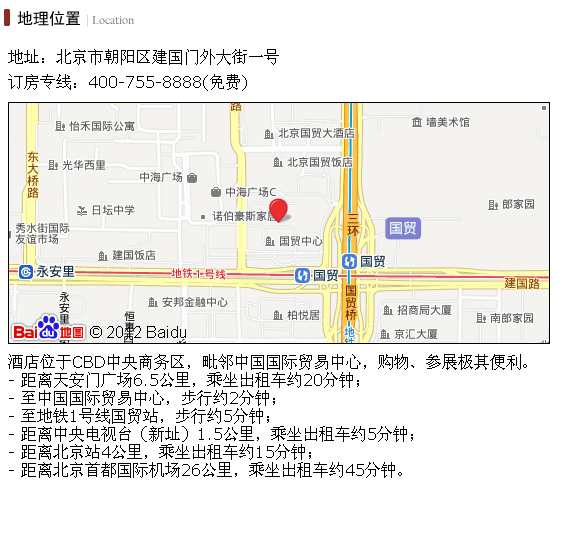 地理位置 | Location
地址：北京市朝阳区建国门外大街一号
订房专线：400-755-8888(免费)
路
怡禾国际公寓
北京国贸大酒店
墙美术馆
东大桥路
光华西里
北京国贸饭店
中海广场
中海广场C
日坛中学
诺伯豪斯家居
郎家园
三环
国贸
秀水街国际
友谊市场
国贸中心
建国饭店
国贸
永安里
地铁1号线
国贸
建国路
永安里
恒惠西
安邦金融中心
柏悦居
国贸桥
招商局大厦
南郎家园
地铁1
京汇大厦
Bai du 地图 © 2012 Baidu
酒店位于CBD中央商务区，毗邻中国国际贸易中心，购物、参展极其便利。
- 距离天安门广场6.5公里，乘坐出租车约20分钟；
- 至中国国际贸易中心，步行约2分钟；
- 至地铁1号线国贸站，步行约5分钟；
- 距离中央电视台（新址）1.5公里，乘坐出租车约5分钟；
- 距离北京站4公里，乘坐出租车约15分钟；
- 距离北京首都国际机场26公里，乘坐出租车约45分钟。